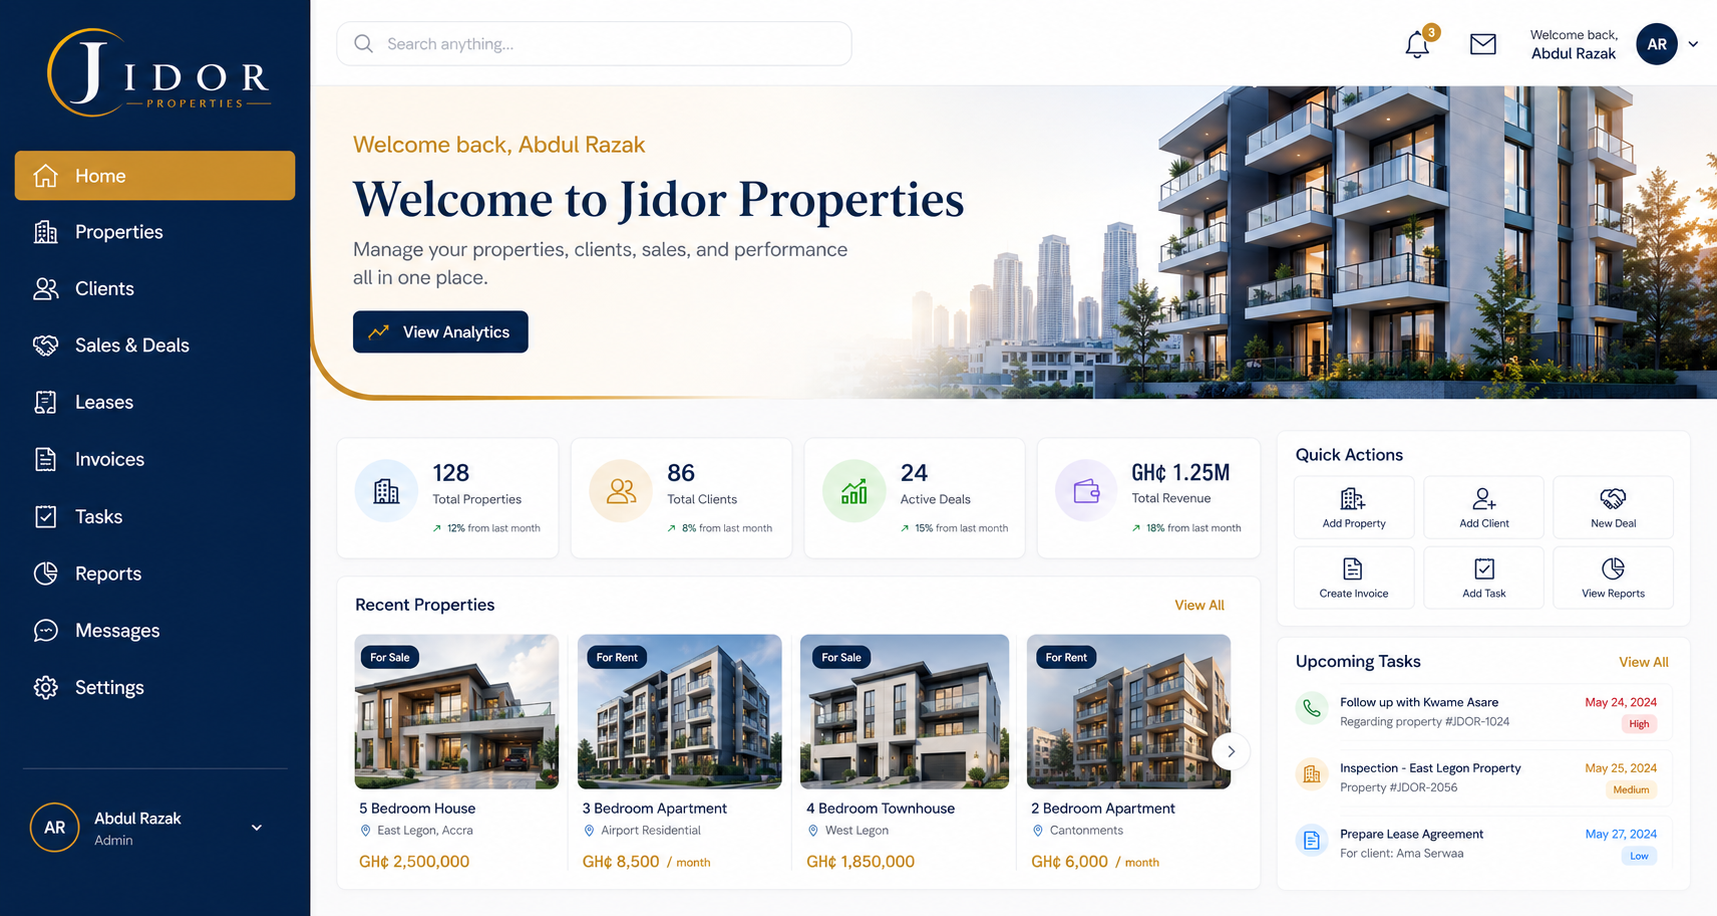 JIDOR
PROPERTIES
Home
Properties
Clients
Sales & Deals
Leases
Invoices
Tasks
Reports
Messages
Settings
AR
Abdul Razak
Admin
Search anything...
3
Welcome back,
Abdul Razak
AR
Welcome back, Abdul Razak
Welcome to Jidor Properties
Manage your properties, clients, sales, and performance
all in one place.
View Analytics
128
Total Properties
12% from last month
86
Total Clients
8% from last month
24
Active Deals
15% from last month
GH₵ 1.25M
Total Revenue
18% from last month
Recent Properties
View All
For Sale
5 Bedroom House
East Legon, Accra
GH₵ 2,500,000
For Rent
3 Bedroom Apartment
Airport Residential
GH₵ 8,500 / month
For Sale
4 Bedroom Townhouse
West Legon
GH₵ 1,850,000
For Rent
2 Bedroom Apartment
Cantonments
GH₵ 6,000 / month
Quick Actions
Add Property
Add Client
New Deal
Create Invoice
Add Task
View Reports
Upcoming Tasks
View All
Follow up with Kwame Asare
May 24, 2024
Regarding property #JDOR-1024
High
Inspection - East Legon Property
May 25, 2024
Property #JDOR-2056
Medium
Prepare Lease Agreement
May 27, 2024
For client: Ama Serwaa
Low